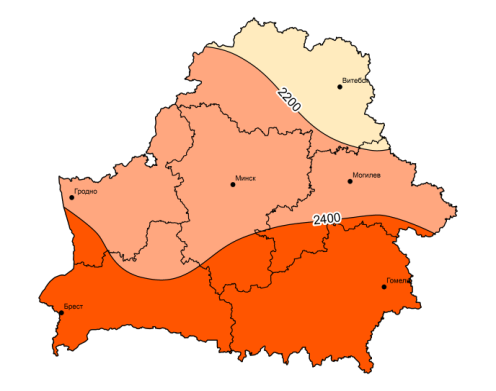 Витебск
2200
Минск
Могилев
Гродно
2400
Гомель
Брест